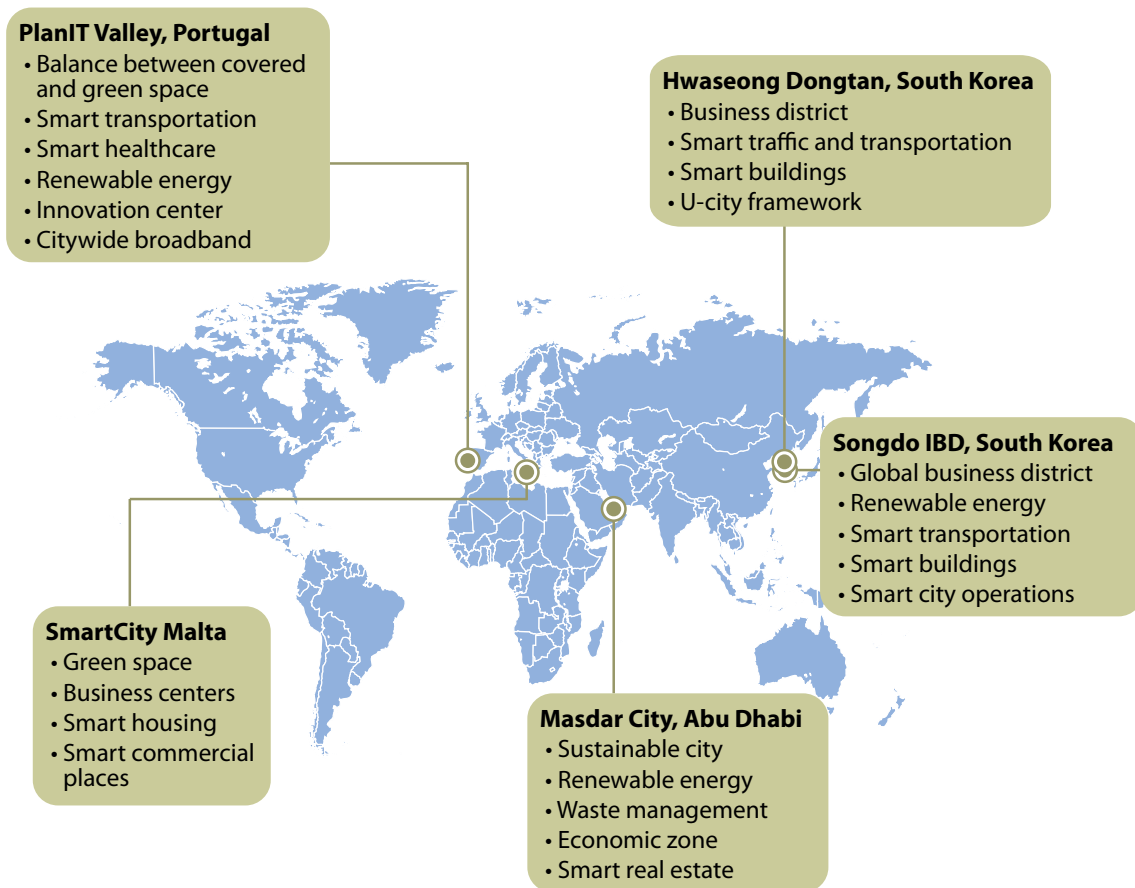 PlanIT Valley, Portugal
• Balance between covered
and green space
• Smart transportation
• Smart healthcare
• Renewable energy
• Innovation center
• Citywide broadband
Hwaseong Dongtan, South Korea
• Business district
• Smart traffic and transportation
• Smart buildings
• U-city framework
Songdo IBD, South Korea
• Global business district
• Renewable energy
• Smart transportation
• Smart buildings
• Smart city operations
SmartCity Malta
• Green space
• Business centers
• Smart housing
• Smart commercial
places
Masdar City, Abu Dhabi
• Sustainable city
• Renewable energy
• Waste management
• Economic zone
• Smart real estate